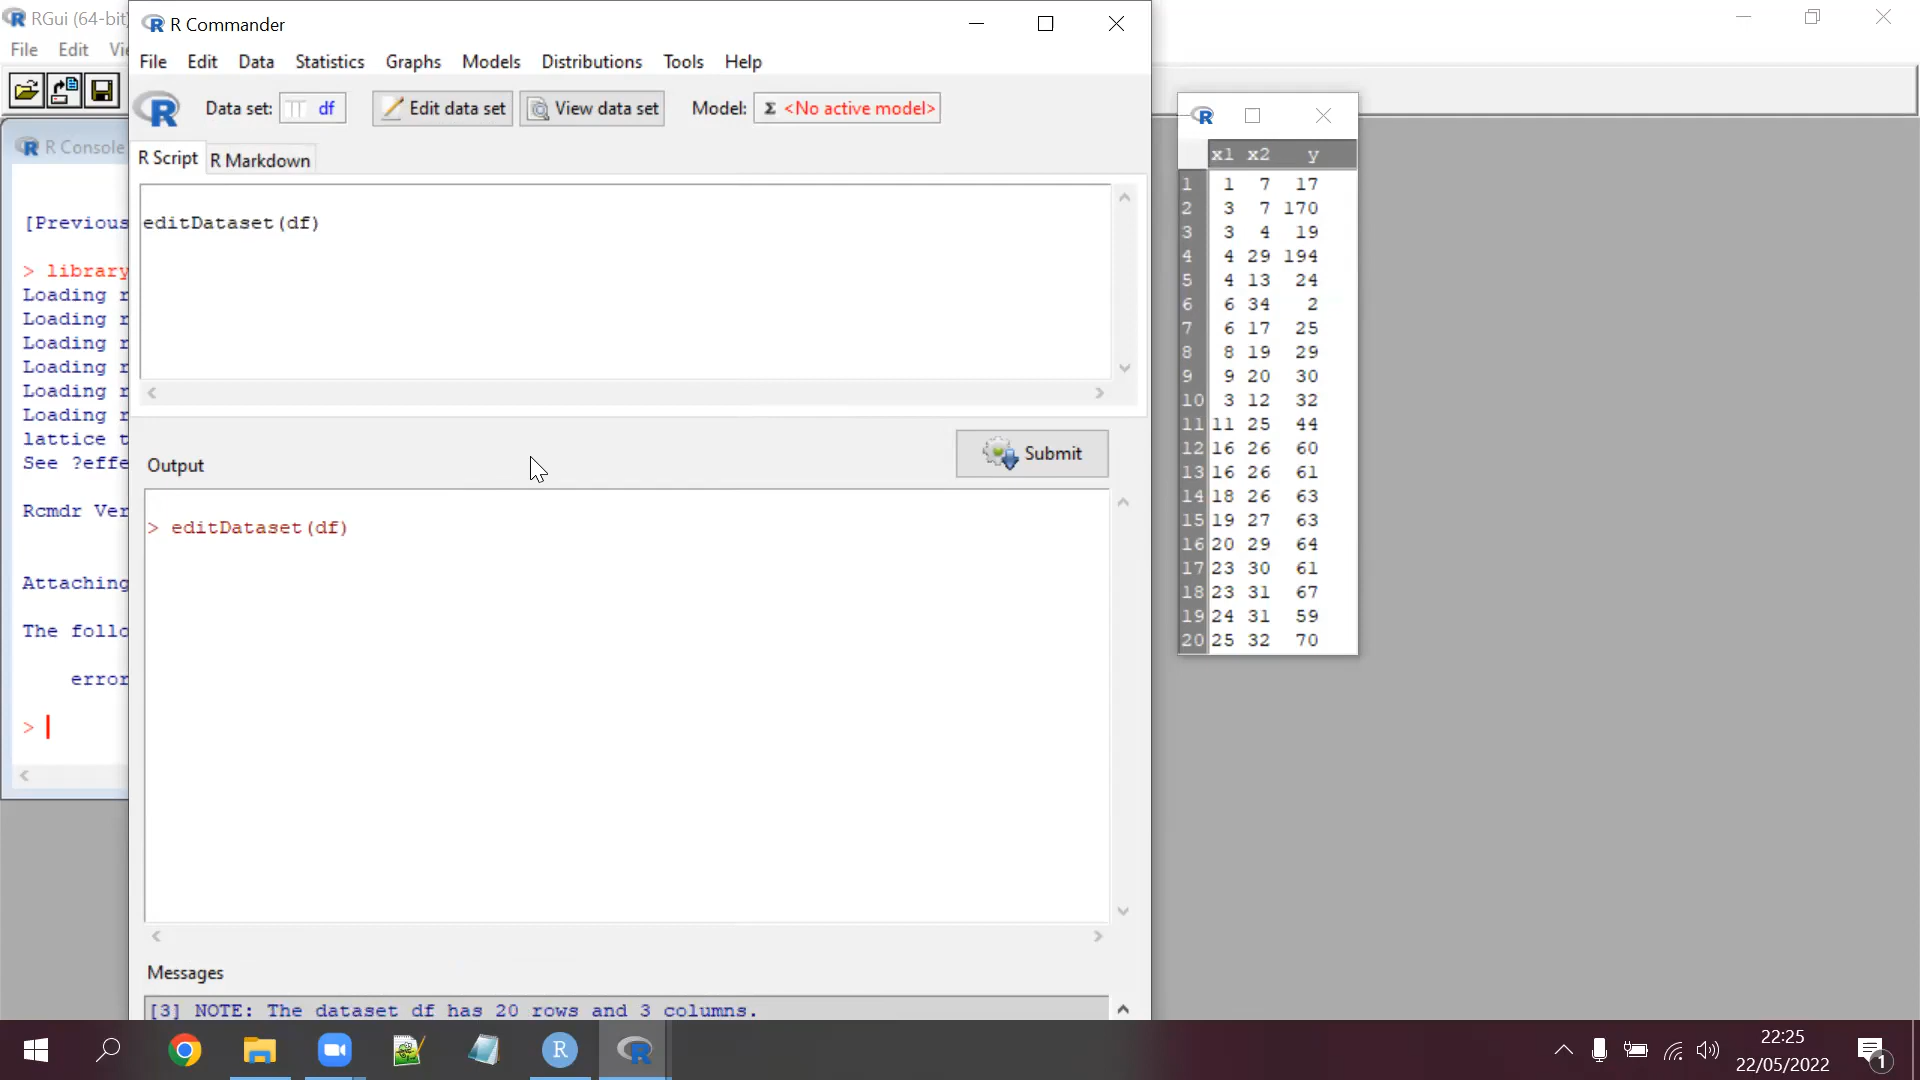 RGui (64-bit)
File Edit
R Console
[Previous
> library
Loading r
Loading r
Loading r
Loading r
Loading r
Loading r
lattice t
See ?effe
Rcmdr Ver
Attaching
The follo
error
>
R Commander
File Edit Data Statistics Graphs Models Distributions Tools Help
Data set: df Edit data set View data set Model: Σ <No active model>
R Script R Markdown
editDataset(df)
Output
Submit
> editDataset(df)
Messages
[3] NOTE: The dataset df has 20 rows and 3 columns.
x1 x2 y
1 1 7 17
2 3 7 170
3 3 4 19
4 4 29 194
5 4 13 24
6 6 34 2
7 6 17 25
8 8 19 29
9 9 20 30
10 3 12 32
11 11 25 44
12 16 26 60
13 16 26 61
14 18 26 63
15 19 27 63
16 20 29 64
17 23 30 61
18 23 31 67
19 24 31 59
20 25 32 70
22:25
22/05/2022
1